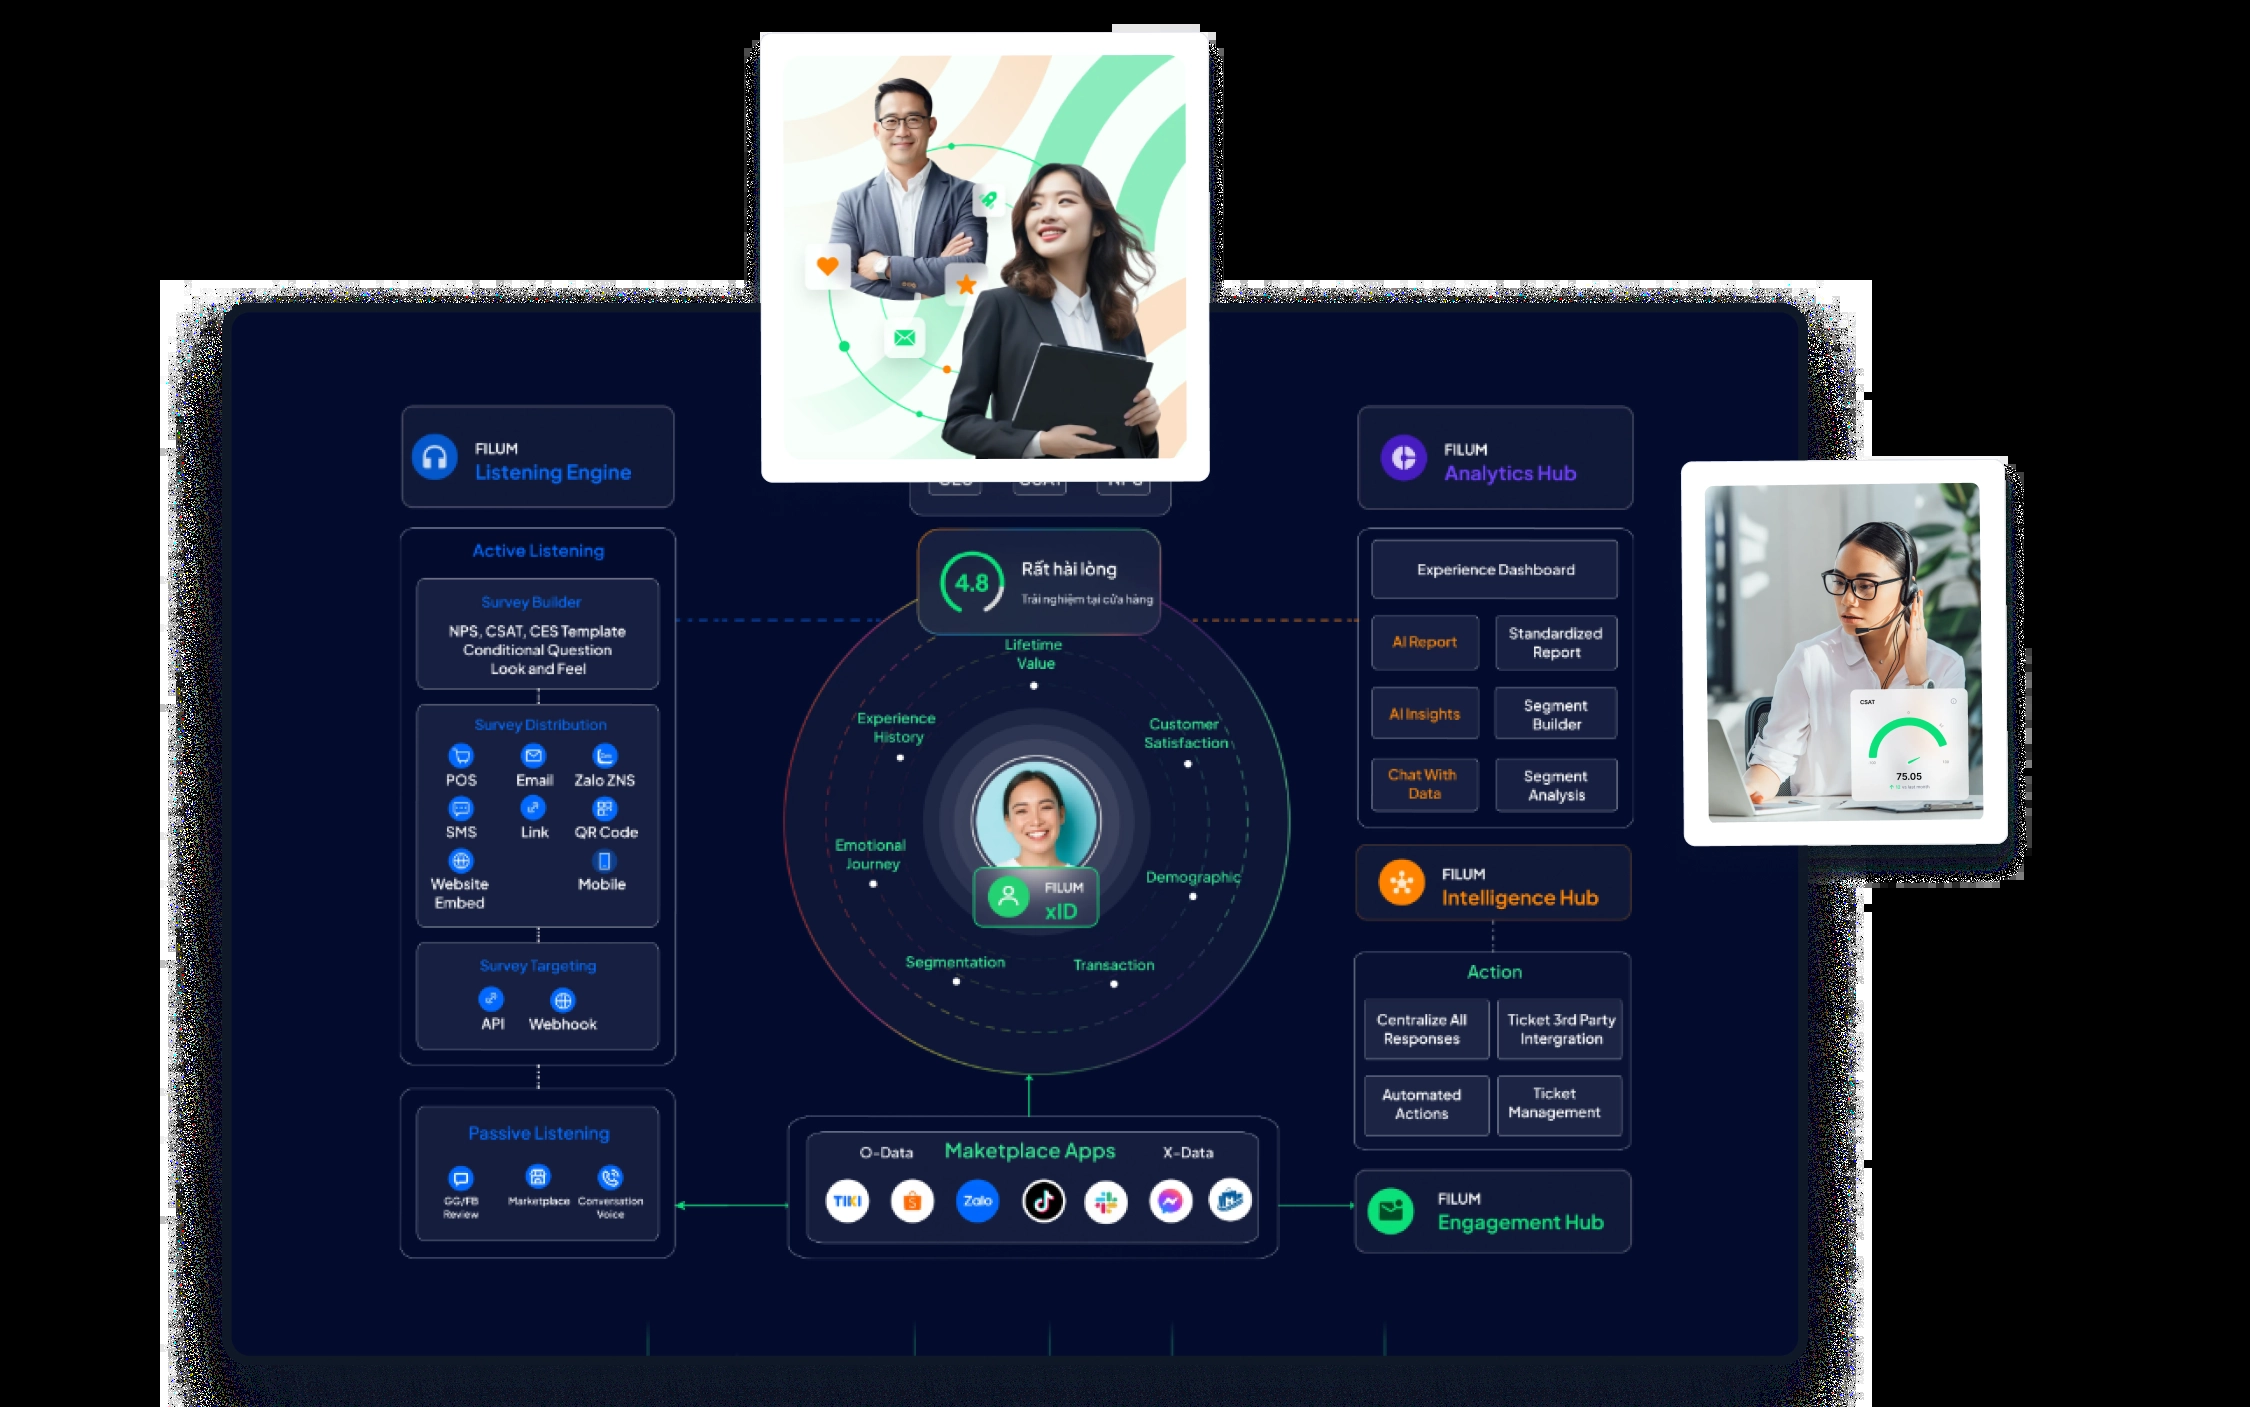 FILUM
Listening Engine
Active Listening
Survey Builder
NPS, CSAT, CES Template
Conditional Question
Look and Feel
Survey Distribution
POS
Email
Zalo ZNS
SMS
Link
QR Code
Website
Embed
Mobile
Survey Targeting
API
Webhook
Passive Listening
GG/FB
Review
Marketplace
Conversation
Voice
4.8
Rất hài lòng
Trải nghiệm tại cửa hàng
Lifetime
Value
Experience
History
Customer
Satisfaction
Emotional
Journey
Demographic
FILUM
xID
Segmentation
Transaction
O-Data
Maketplace Apps
X-Data
TIKI
Zalo
FILUM
Analytics Hub
Experience Dashboard
AI Report
Standardized
Report
AI Insights
Segment
Builder
Chat With
Data
Segment
Analysis
FILUM
Intelligence Hub
Action
Centralize All
Responses
Ticket 3rd Party
Intergration
Automated
Actions
Ticket
Management
FILUM
Engagement Hub
CSAT
75.05